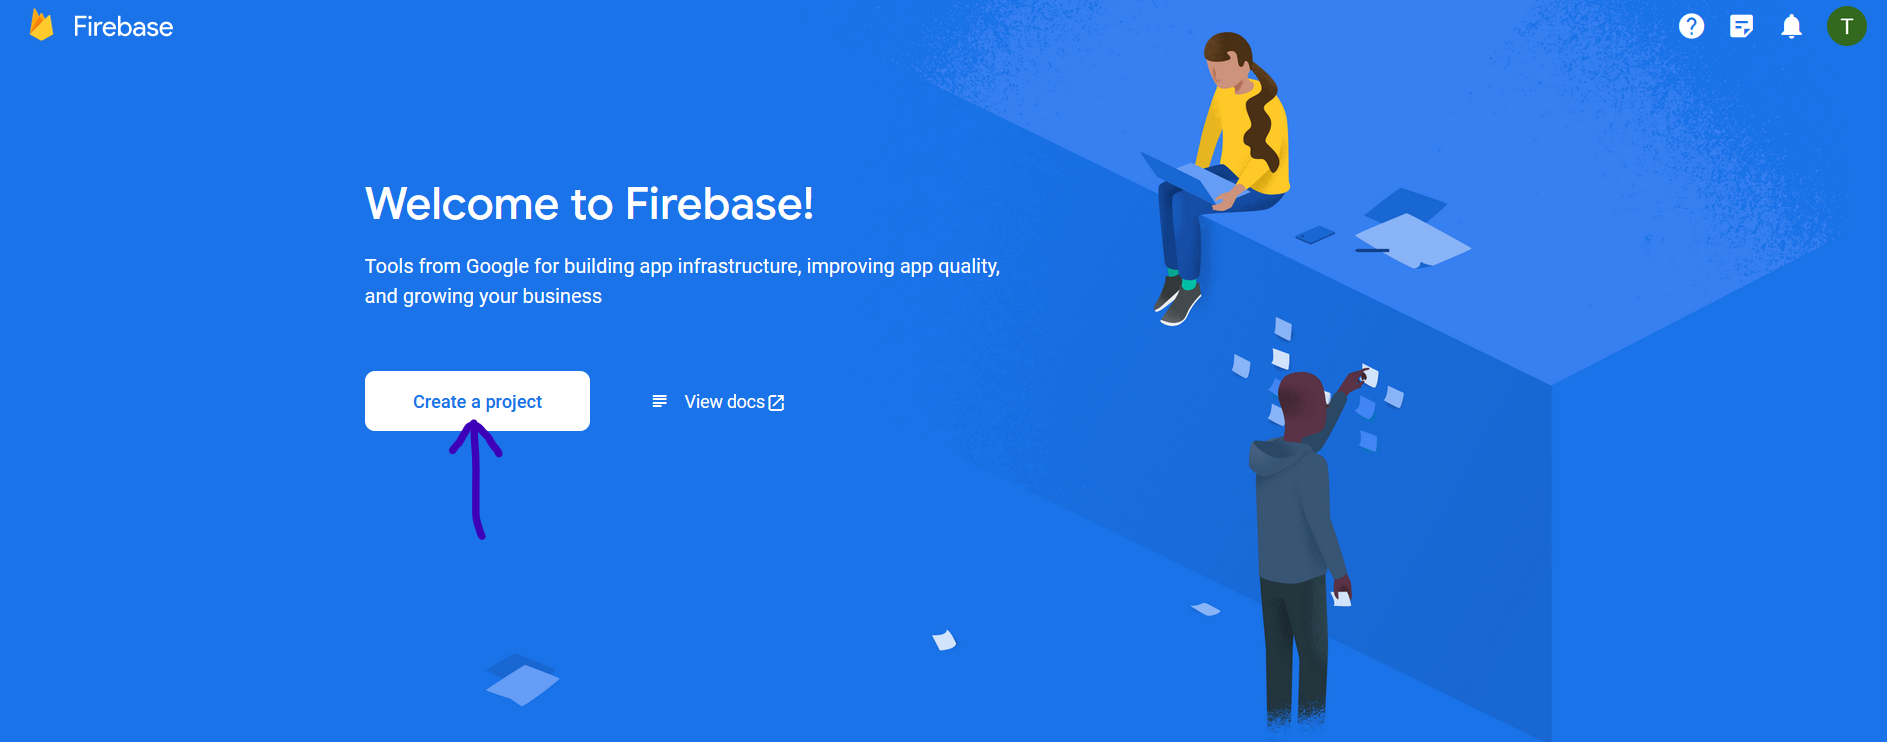 Firebase
T
Welcome to Firebase!
Tools from Google for building app infrastructure, improving app quality,
and growing your business
Create a project
View docs